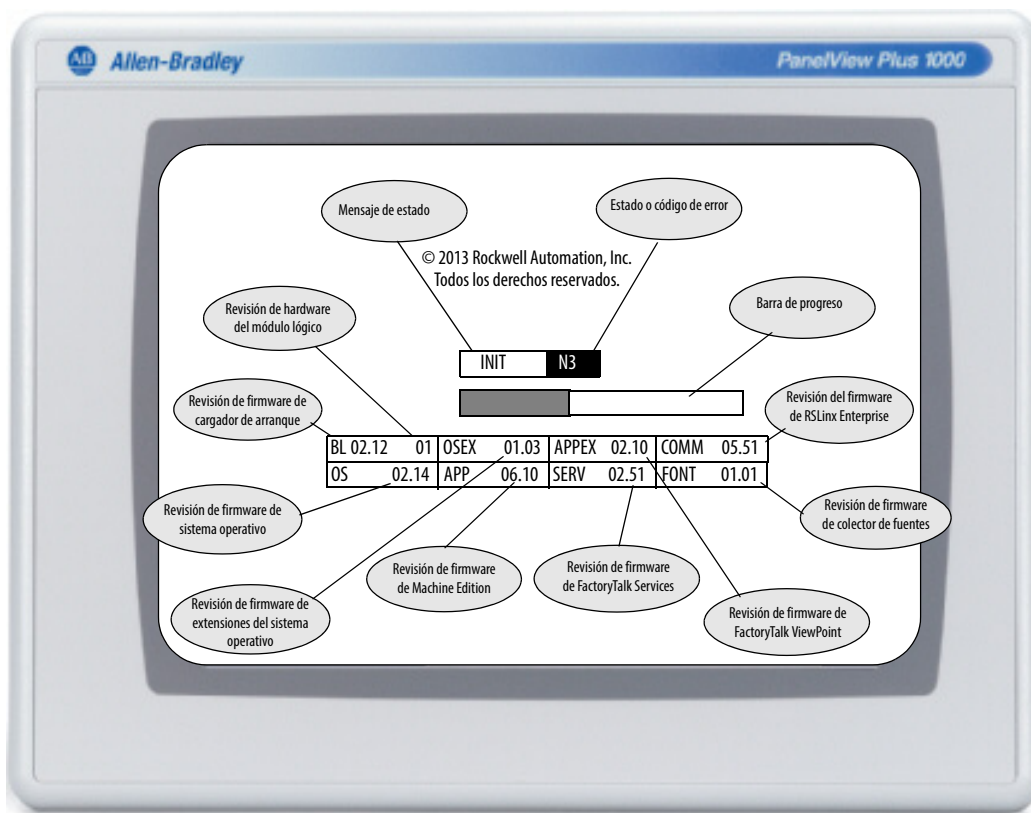 AB Allen-Bradley
PanelView Plus 1000
Mensaje de estado
Estado o código de error
© 2013 Rockwell Automation, Inc.
Todos los derechos reservados.
Revisión de hardware
del módulo lógico
Barra de progreso
INIT N3
Revisión de firmware de
cargador de arranque
Revisión del firmware
de RSLinx Enterprise
BL 02.12 01 OSEX 01.03 APPEX 02.10 COMM 05.51
OS 02.14 APP 06.10 SERV 02.51 FONT 01.01
Revisión de firmware de
sistema operativo
Revisión de firmware
de colector de fuentes
Revisión de firmware
de Machine Edition
Revisión de firmware
de FactoryTalk Services
Revisión de firmware de
extensiones del sistema
operativo
Revisión de firmware de
FactoryTalk ViewPoint